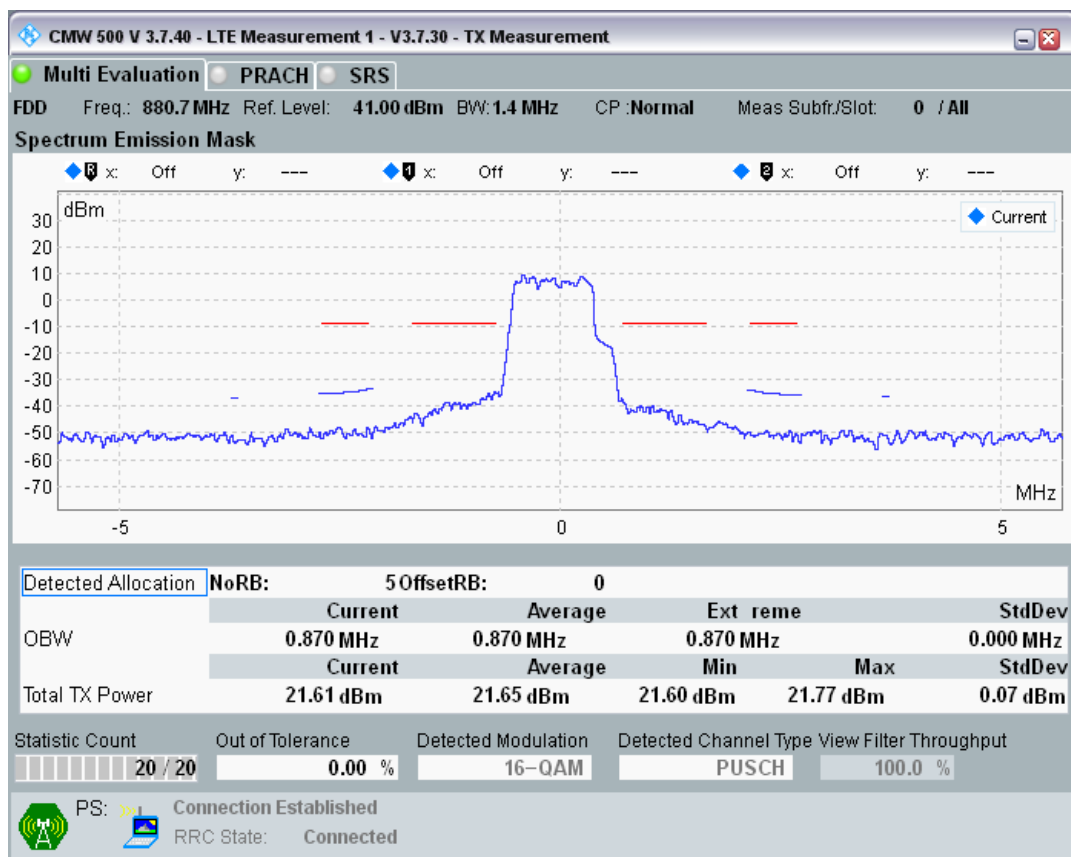 CMW 500 V 3.7.40 - LTE Measurement 1 - V3.7.30 - TX Measurement
Multi Evaluation PRACH SRS
FDD Freq.: 880.7 MHz Ref. Level: 41.00 dBm BW: 1.4 MHz CP :Normal Meas Subfr./Slot: 0 / All
Spectrum Emission Mask
R x: Off y: --- 1 x: Off y: --- 2 x: Off y: ---
dBm
Current
30
20
10
0
-10
-20
-30
-40
-50
-60
-70
MHz
-5 0 5
Detected Allocation NoRB: 5 OffsetRB: 0
Current Average Ext reme StdDev
OBW 0.870 MHz 0.870 MHz 0.870 MHz 0.000 MHz
Current Average Min Max StdDev
Total TX Power 21.61 dBm 21.65 dBm 21.60 dBm 21.77 dBm 0.07 dBm
Statistic Count Out of Tolerance Detected Modulation Detected Channel Type View Filter Throughput
20 / 20 0.00 % 16-QAM PUSCH 100.0 %
PS: Connection Established
RRC State: Connected